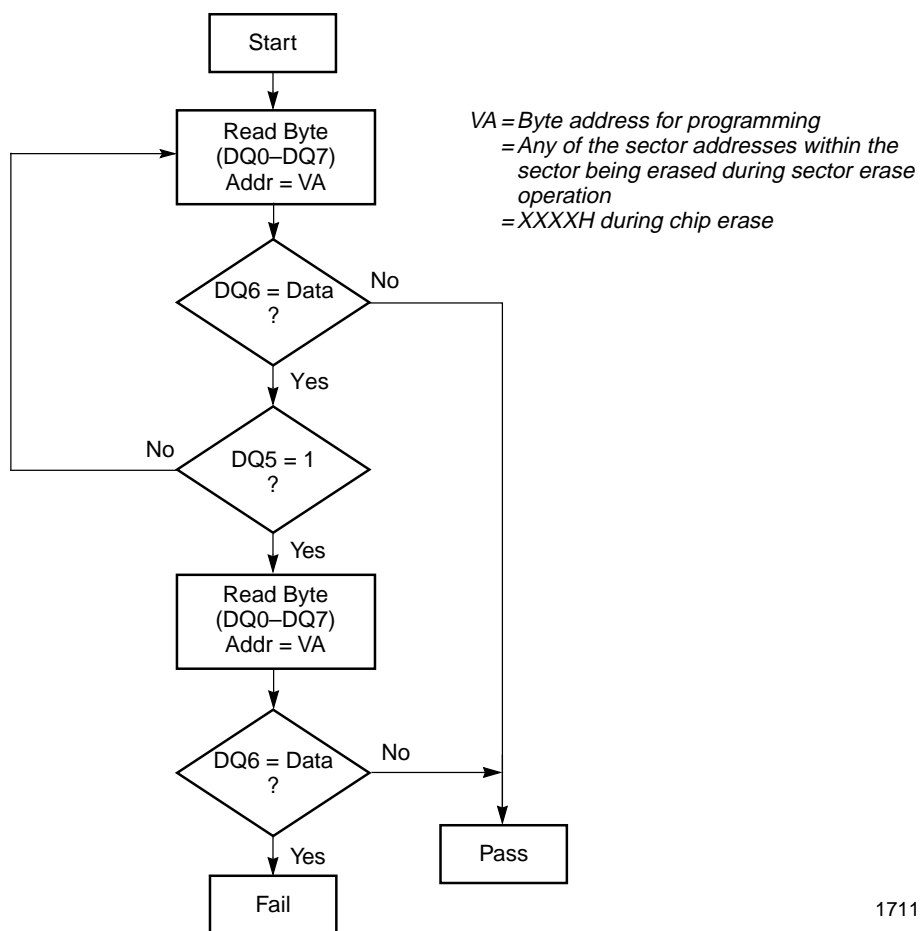 Start
Read Byte
(DQ0–DQ7)
Addr = VA
VA = Byte address for programming
= Any of the sector addresses within the
sector being erased during sector erase
operation
= XXXXH during chip erase
DQ6 = Data
?
No
Yes
No
DQ5 = 1
?
Yes
Read Byte
(DQ0–DQ7)
Addr = VA
DQ6 = Data
?
No
Yes
Pass
Fail
1711